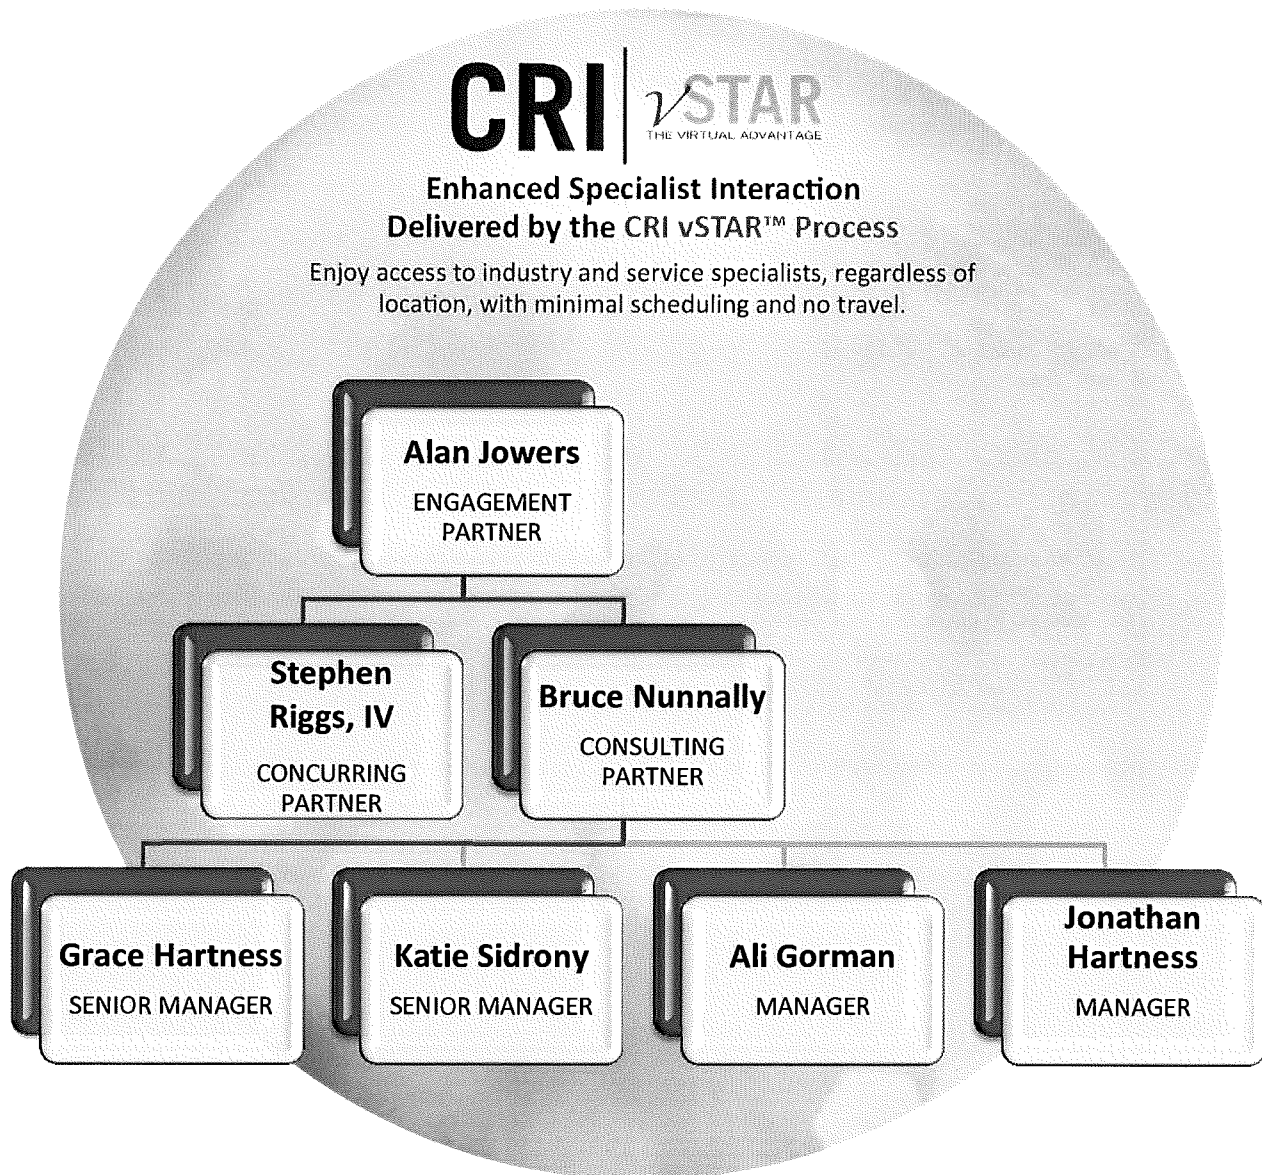 CRI vSTAR
THE VIRTUAL ADVANTAGE
Enhanced Specialist Interaction
Delivered by the CRI vSTAR™ Process
Enjoy access to industry and service specialists, regardless of
location, with minimal scheduling and no travel.
Alan Jowers
ENGAGEMENT
PARTNER
Stephen
Riggs, IV
CONCURRING
PARTNER
Bruce Nunnally
CONSULTING
PARTNER
Grace Hartness
SENIOR MANAGER
Katie Sidrony
SENIOR MANAGER
Ali Gorman
MANAGER
Jonathan
Hartness
MANAGER